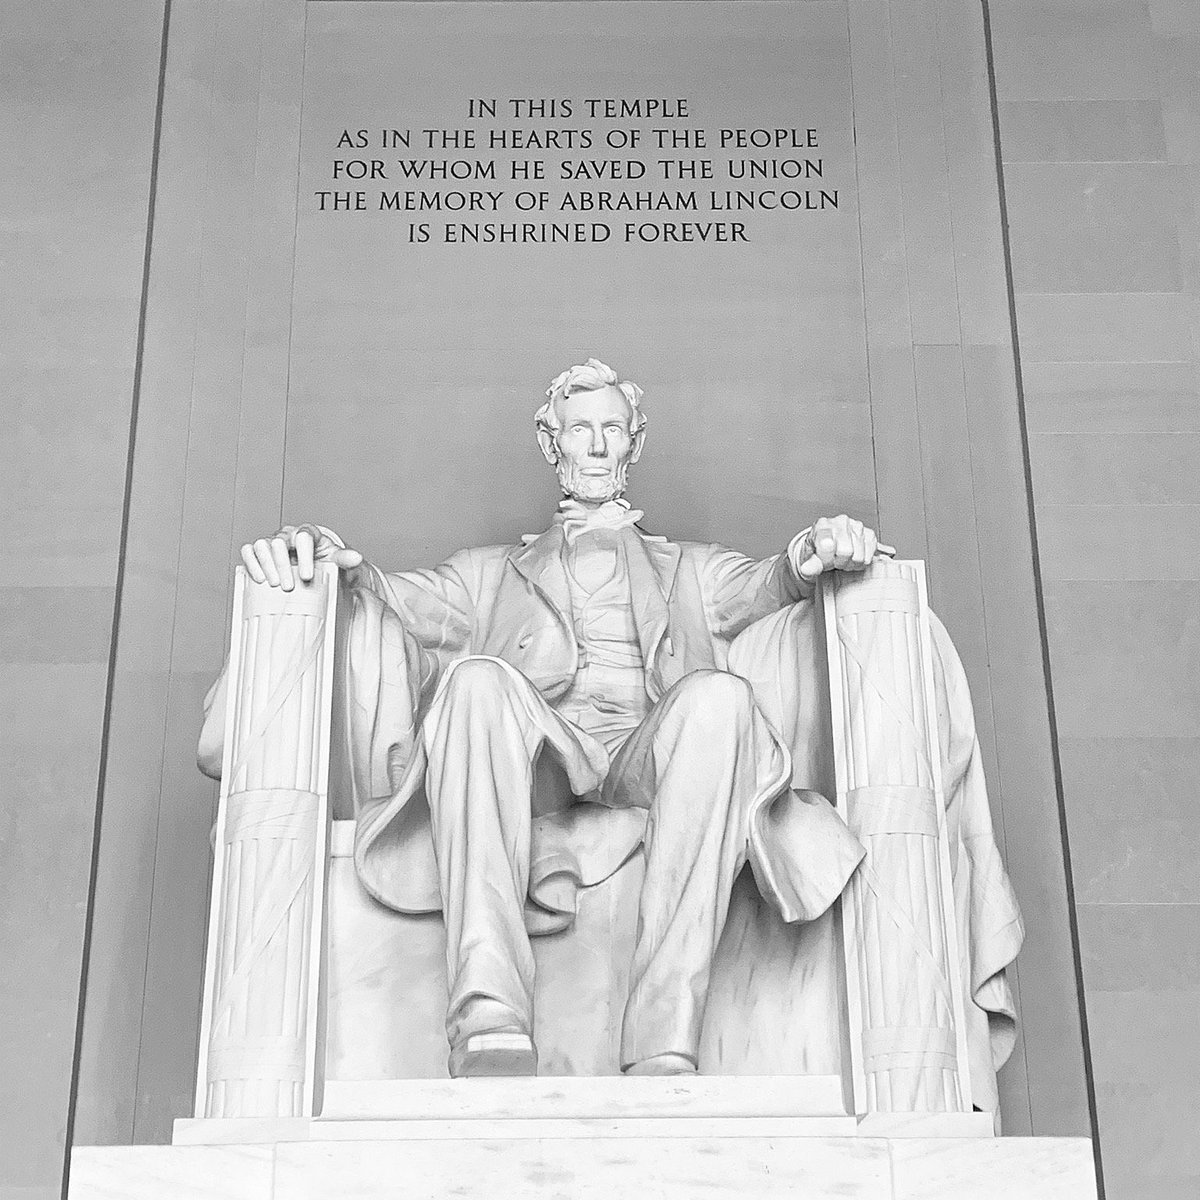 IN THIS TEMPLE
AS IN THE HEARTS OF THE PEOPLE
FOR WHOM HE SAVED THE UNION
THE MEMORY OF ABRAHAM LINCOLN
IS ENSHRINED FOREVER